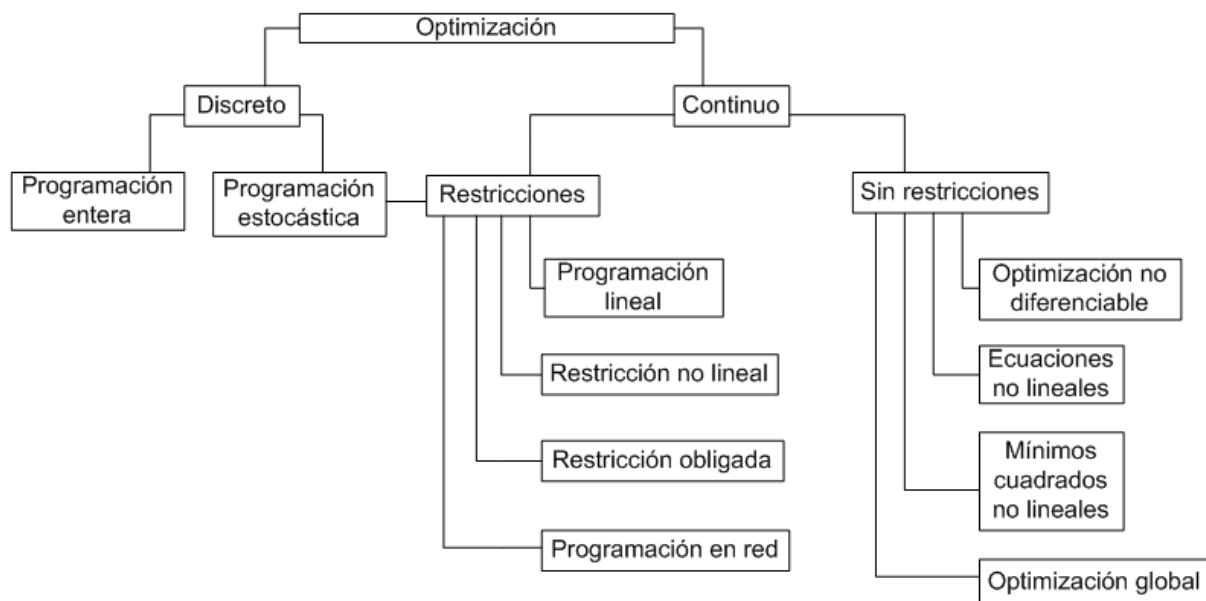 Optimización
Discreto
Continuo
Programación
entera
Programación
estocástica
Restricciones
Sin restricciones
Programación
lineal
Restricción no lineal
Restricción obligada
Programación en red
Optimización no
diferenciable
Ecuaciones
no lineales
Mínimos
cuadrados
no lineales
Optimización global